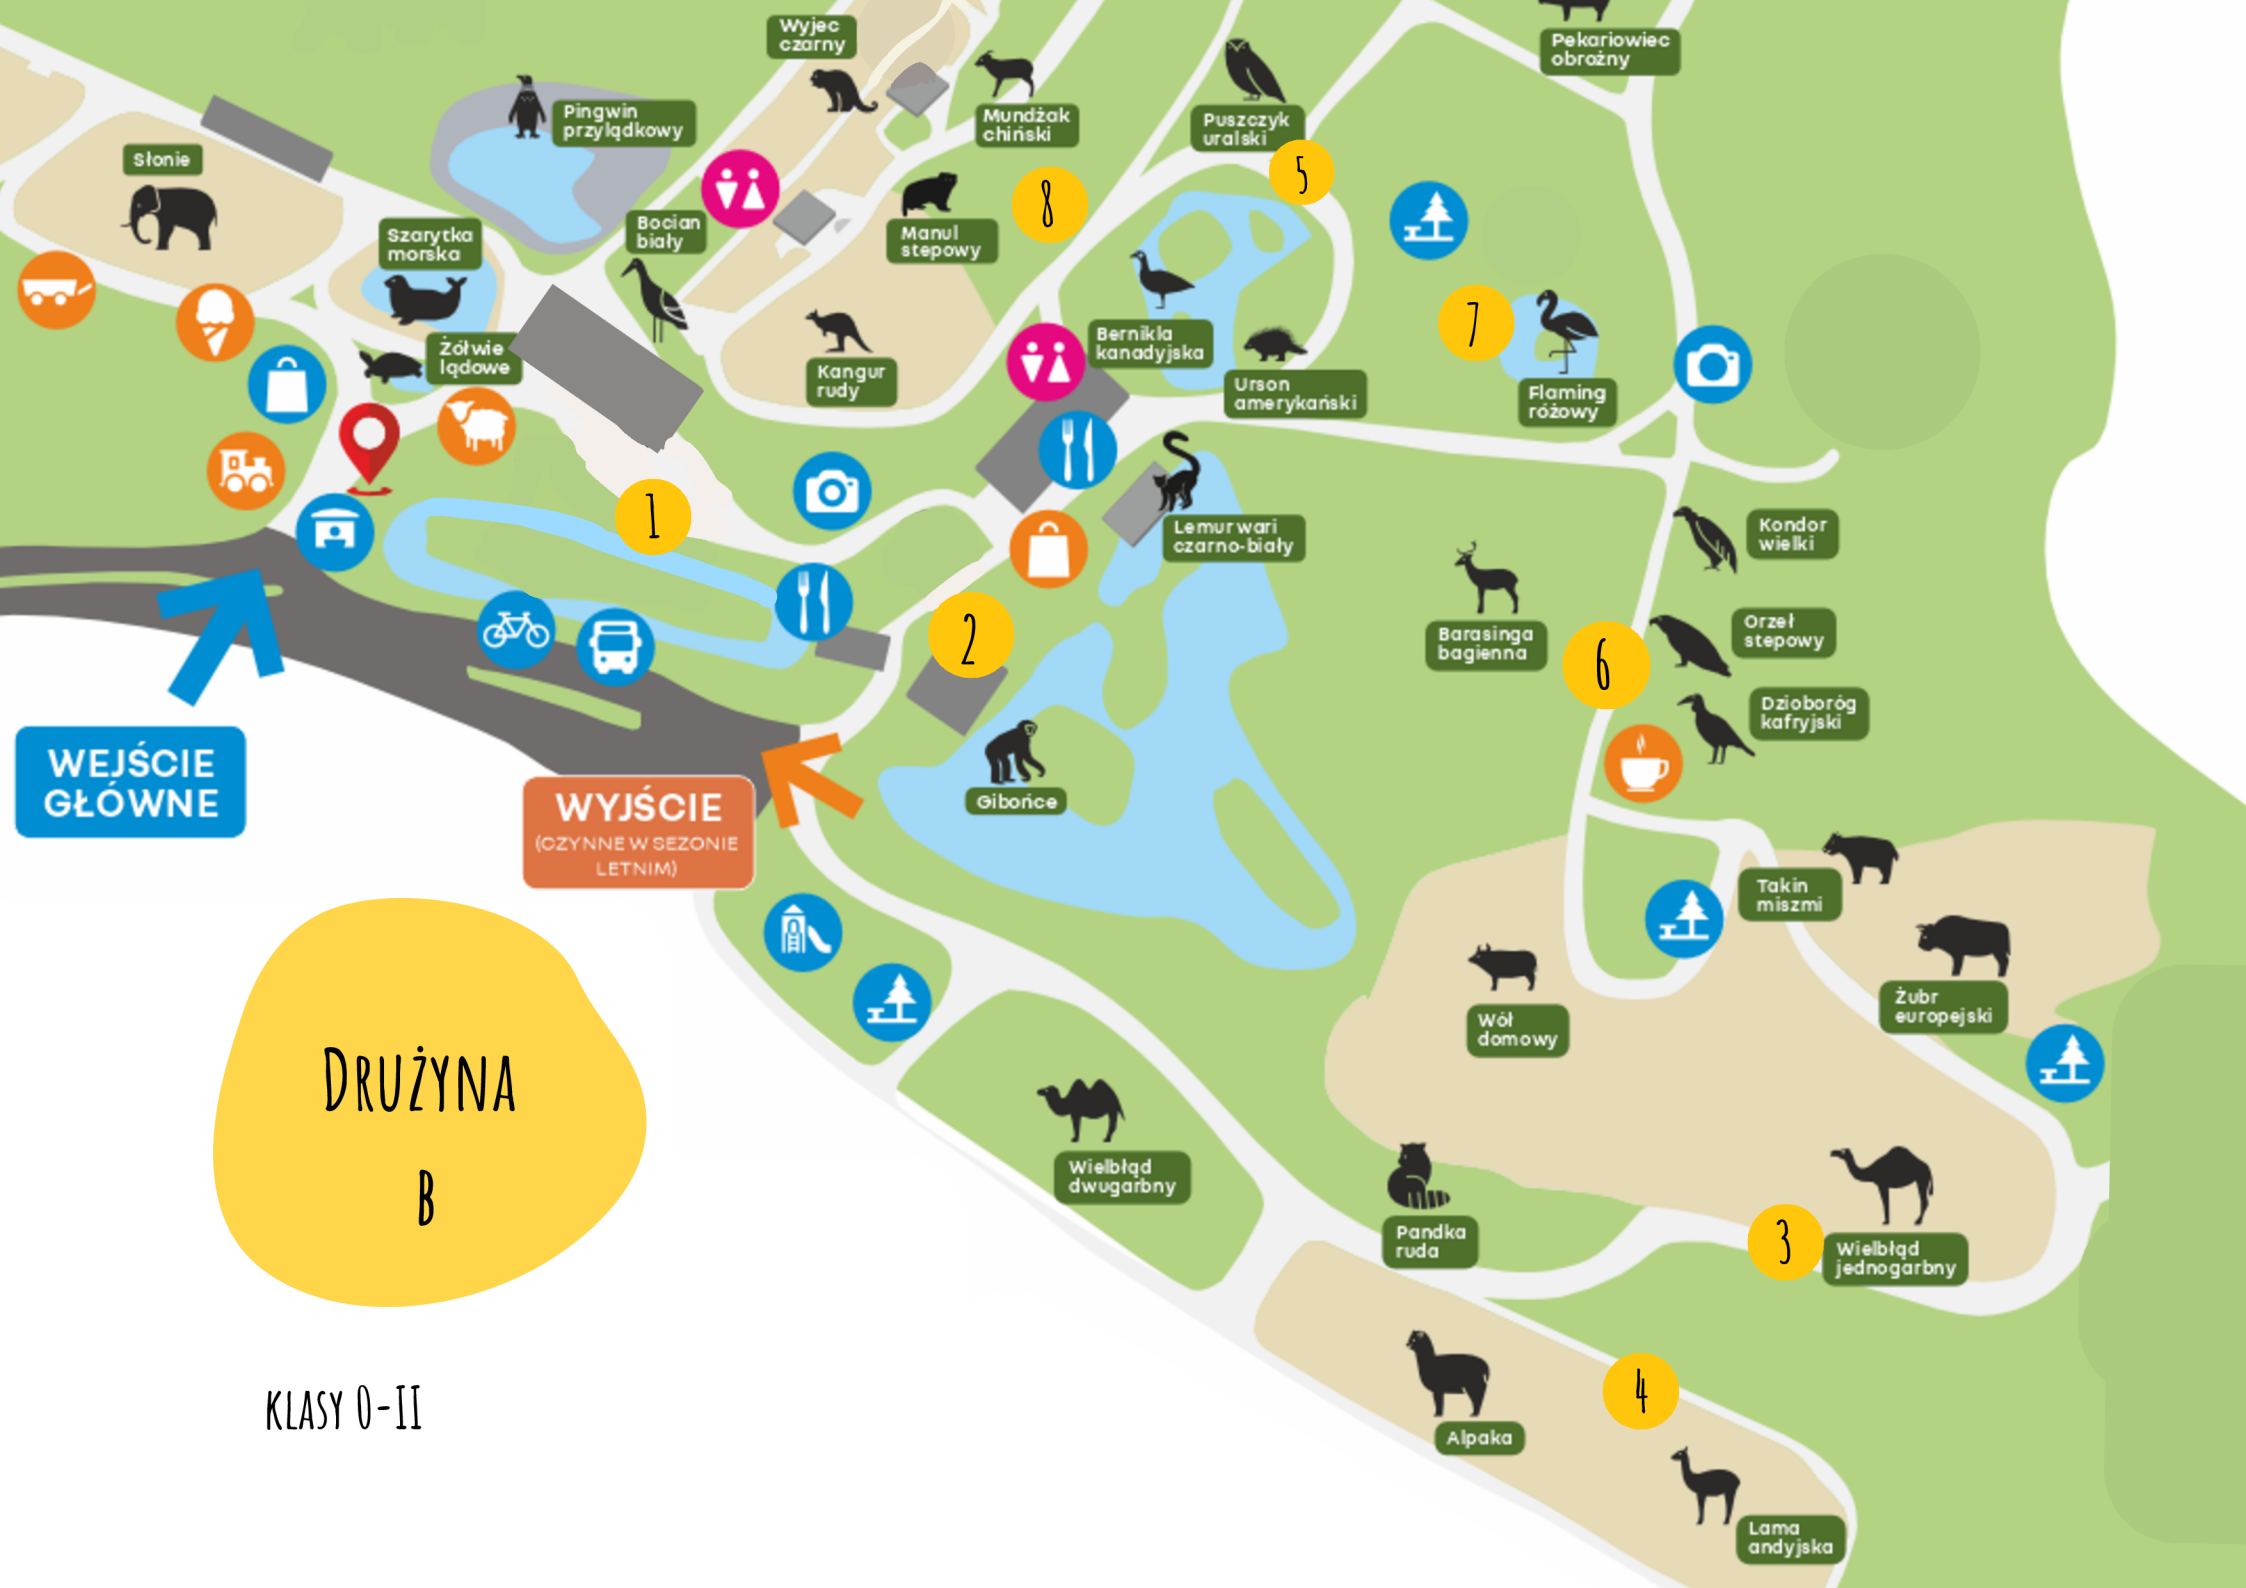 Wyjec
czarny
Pekariowiec
obrożny
Pingwin
przylądkowy
Mundżak
chiński
Puszczyk
uralski
5
Słonie
8
Bocian
biały
Manul
stepowy
Szarytka
morska
7
Żółwie
lądowe
Kangur
rudy
Bernikla
kanadyjska
Urson
amerykański
Flaming
różowy
1
Lemur wari
czarno-biały
Kondor
wielki
2
Barasinga
bagienna
6
Orzeł
stepowy
Dzioboróg
kafryjski
WEJŚCIE
GŁÓWNE
WYJŚCIE
(CZYNNE W SEZONIE
LETNIM)
Gibońce
Takin
miszmi
Wół
domowy
Żubr
europejski
Drużyna
B
Wielbłąd
dwugarbny
Pandka
ruda
3
Wielbłąd
jednogarbny
klasy 0-II
Alpaka
4
Lama
andyjska